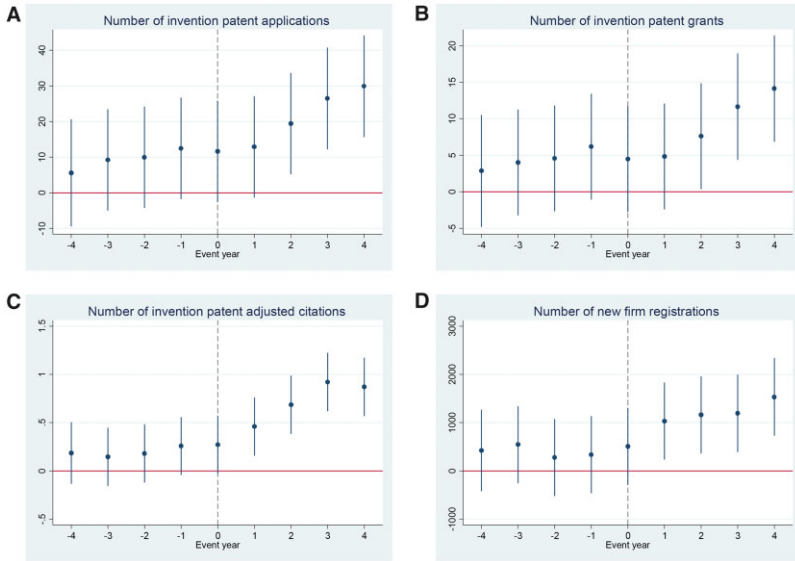 A
Number of invention patent applications
40
30
20
10
0
-10
-4 -3 -2 -1 0 1 2 3 4
Event year
B
Number of invention patent grants
20
15
10
5
0
-5
-4 -3 -2 -1 0 1 2 3 4
Event year
C
Number of invention patent adjusted citations
1.5
1
.5
0
-.5
-4 -3 -2 -1 0 1 2 3 4
Event year
D
Number of new firm registrations
3000
2000
1000
0
-1000
-4 -3 -2 -1 0 1 2 3 4
Event year